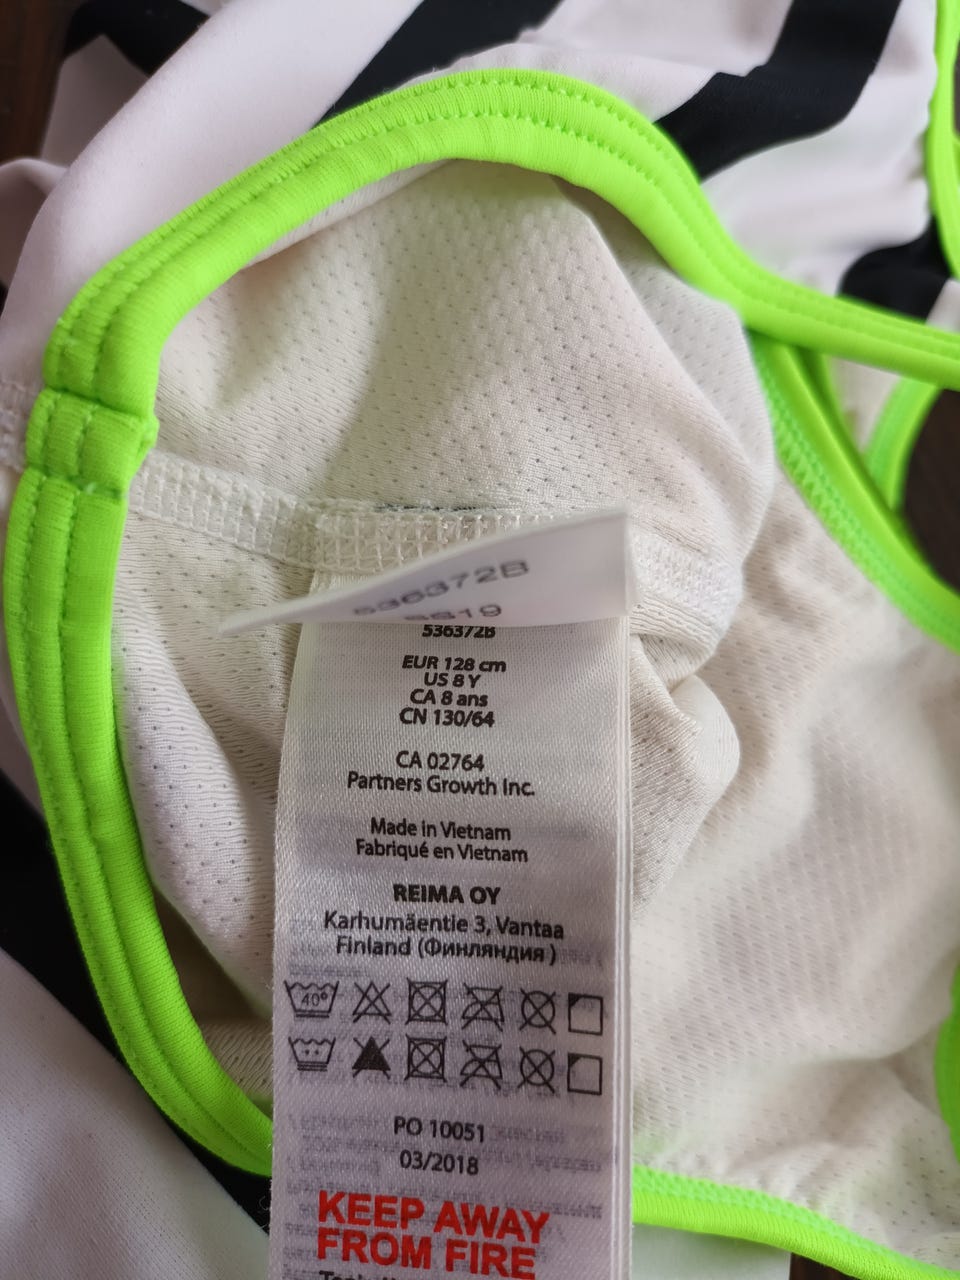 536372B
SS19
536372B
EUR 128 cm
US 8 Y
CA 8 ans
CN 130/64
CA 02764
Partners Growth Inc.
Made in Vietnam
Fabriqué en Vietnam
REIMA OY
Karhumäentie 3, Vantaa
Finland (Финляндия)
40°
PO 10051
03/2018
KEEP AWAY
FROM FIRE